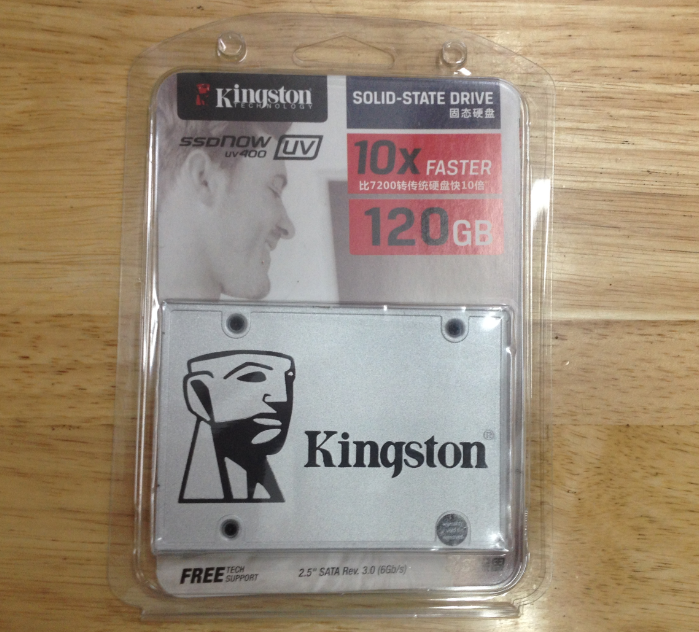 Kingston
TECHNOLOGY
SOLID-STATE DRIVE
固态硬盘
SSDNOW
UV400
UV
10x FASTER
比7200转传统硬盘快10倍
120GB
Kingston®
FREE TECH SUPPORT
2.5" SATA Rev. 3.0 (6Gb/s)